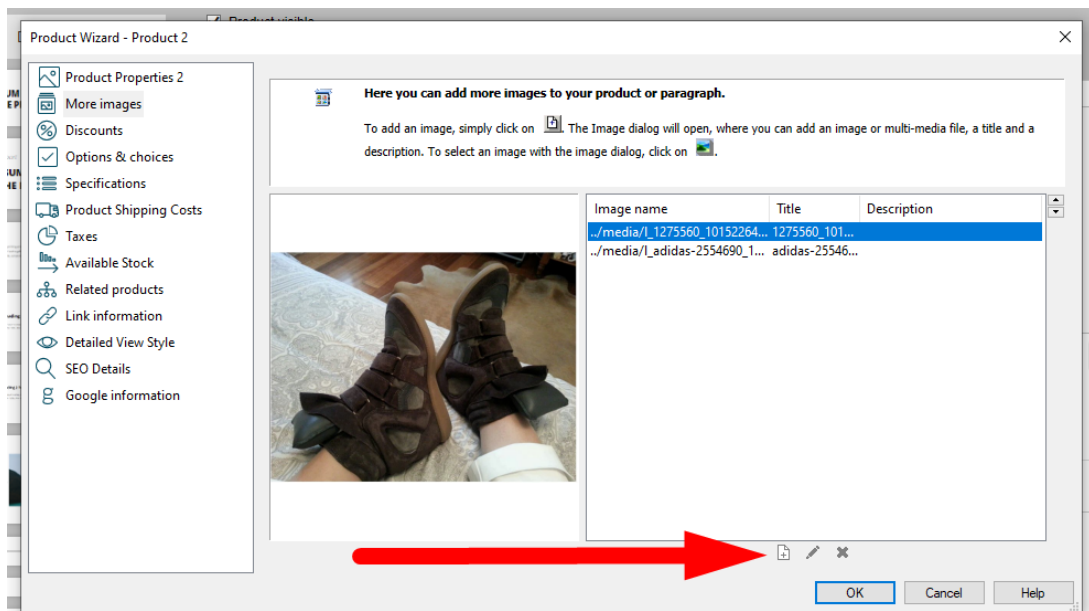 Product visible
Product Wizard - Product 2
Product Properties 2
More images
Discounts
Options & choices
Specifications
Product Shipping Costs
Taxes
Available Stock
Related products
Link information
Detailed View Style
SEO Details
Google information
Here you can add more images to your product or paragraph.
To add an image, simply click on . The Image dialog will open, where you can add an image or multi-media file, a title and a
description. To select an image with the image dialog, click on .
Image name Title Description
../media/l_1275560_10152264... 1275560_101...
../media/l_adidas-2554690_1... adidas-25546...
OK Cancel Help